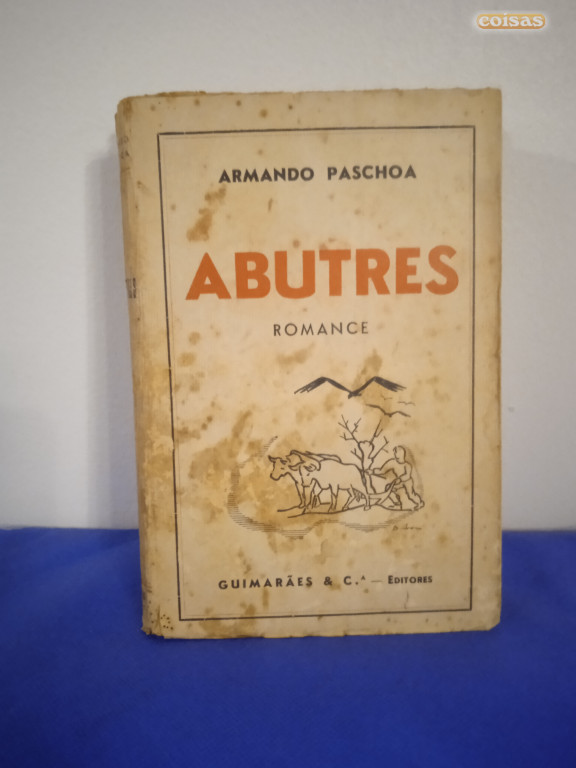 coisas
ARMANDO PASCHOA
ABUTRES
ROMANCE
GUIMARÃES & C.ª — EDITORES